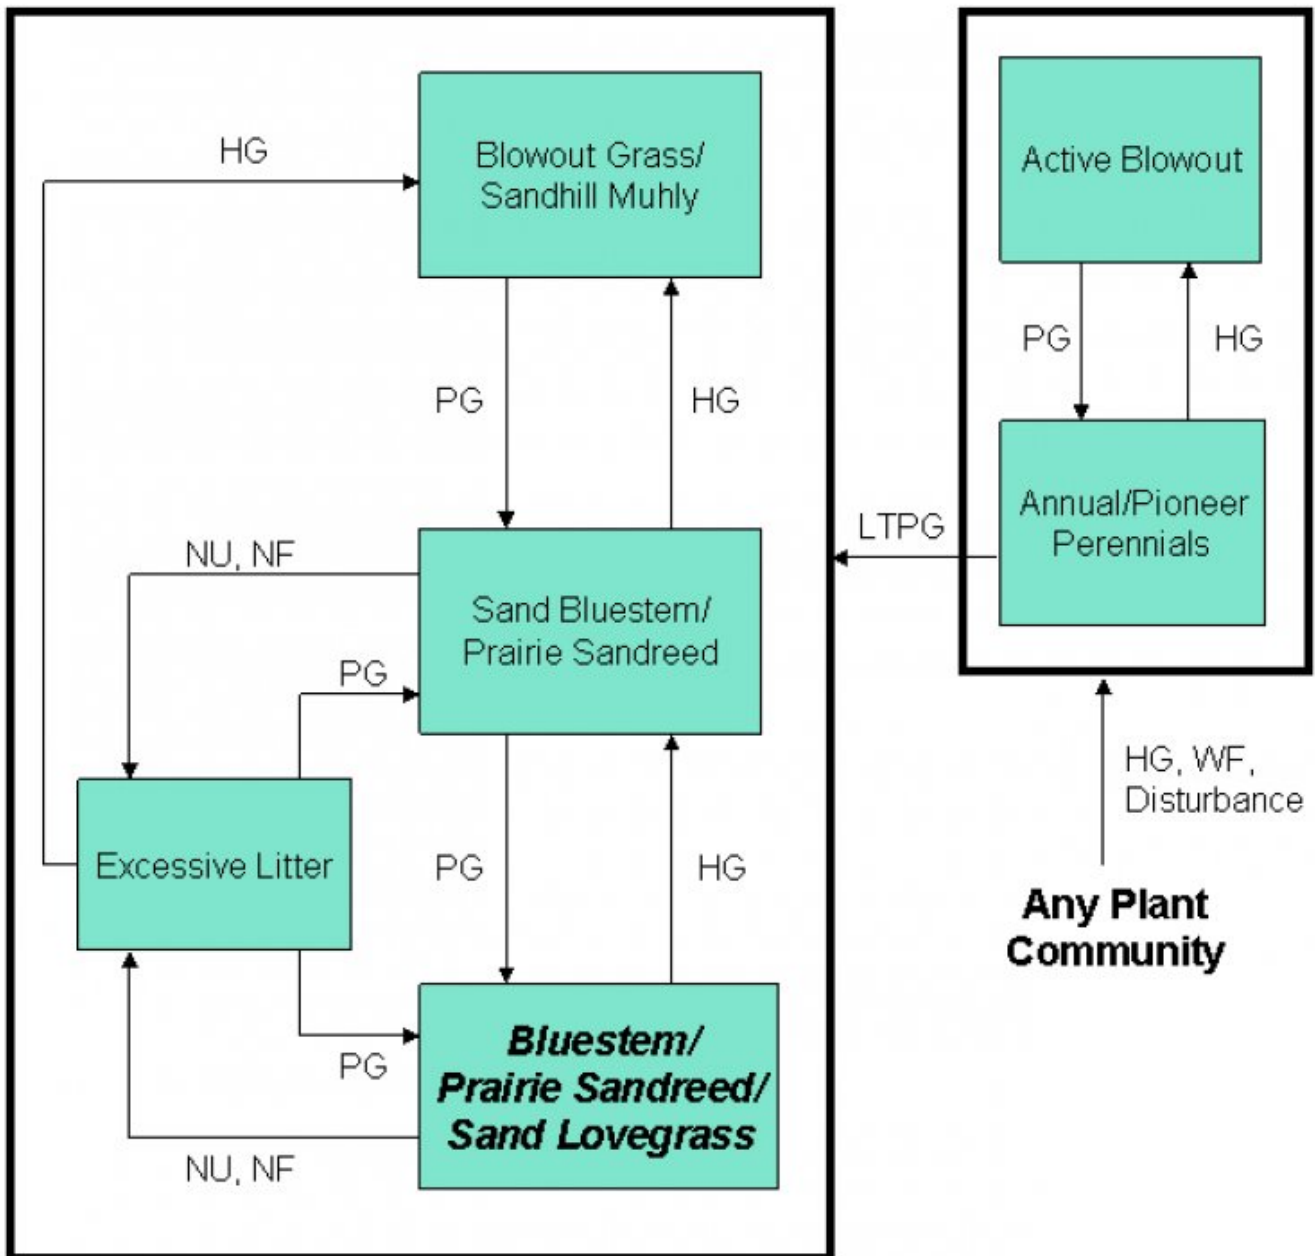 HG
Blowout Grass/
Sandhill Muhly
PG
HG
NU, NF
Sand Bluestem/
Prairie Sandreed
PG
Excessive Litter
PG
HG
PG
Bluestem/
Prairie Sandreed/
Sand Lovegrass
NU, NF
LTPG
Active Blowout
PG
HG
Annual/Pioneer
Perennials
HG, WF,
Disturbance
Any Plant
Community